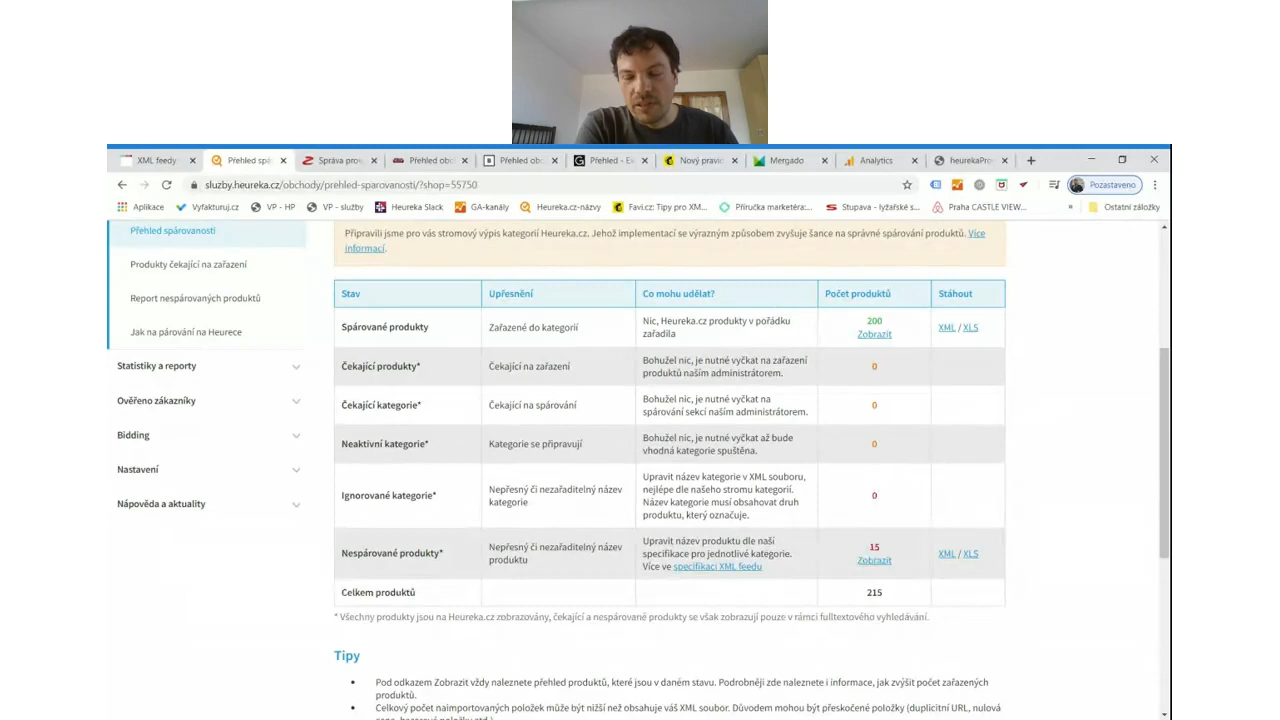 XML feedy
Přehled spá
Správa prov
Přehled obc
Přehled obc
Přehled - Ex
Nový pravid
Mergado
Analytics
heurekaPro
sluzby.heureka.cz/obchody/prehled-sparovanosti/?shop=55750
Pozastaveno
Aplikace
Vyfakturuj.cz
VP - HP
VP - služby
Heureka Slack
GA-kanály
Heureka.cz-názvy
Favi.cz: Tipy pro XM...
Příručka marketéra:...
Stupava - lyžařské s...
Praha CASTLE VIEW...
»
Ostatní záložky
Přehled spárovanosti
Produkty čekající na zařazení
Report nespárovaných produktů
Jak na párování na Heurece
Statistiky a reporty
Ověřeno zákazníky
Bidding
Nastavení
Nápověda a aktuality
Připravili jsme pro vás stromový výpis kategorií Heureka.cz. Jehož implementací se výrazným způsobem zvyšuje šance na správné spárování produktů. Více
informací.
Stav
Upřesnění
Co mohu udělat?
Počet produktů
Stáhout
Spárované produkty
Zařazené do kategorií
Nic, Heureka.cz produkty v pořádku
zařadila
200
Zobrazit
XML / XLS
Čekající produkty*
Čekající na zařazení
Bohužel nic, je nutné vyčkat na zařazení
produktů naším administrátorem.
0
Čekající kategorie*
Čekající na spárování
Bohužel nic, je nutné vyčkat na
spárování sekcí naším administrátorem.
0
Neaktivní kategorie*
Kategorie se připravují
Bohužel nic, je nutné vyčkat až bude
vhodná kategorie spuštěna.
0
Ignorované kategorie*
Nepřesný či nezařaditelný název
kategorie
Upravit název kategorie v XML souboru,
nejlépe dle našeho stromu kategorií.
Název kategorie musí obsahovat druh
produktu, který označuje.
0
Nespárované produkty*
Nepřesný či nezařaditelný název
produktu
Upravit název produktu dle naší
specifikace pro jednotlivé kategorie.
Více ve specifikaci XML feedu
15
Zobrazit
XML / XLS
Celkem produktů
215
* Všechny produkty jsou na Heureka.cz zobrazovány, čekající a nespárované produkty se však zobrazují pouze v rámci fulltextového vyhledávání.
Tipy
• Pod odkazem Zobrazit vždy naleznete přehled produktů, které jsou v daném stavu. Podrobněji zde naleznete i informace, jak zvýšit počet zařazených
produktů.
• Celkový počet naimportovaných položek může být nižší než obsahuje váš XML soubor. Důvodem mohou být přeskočené položky (duplicitní URL, nulová